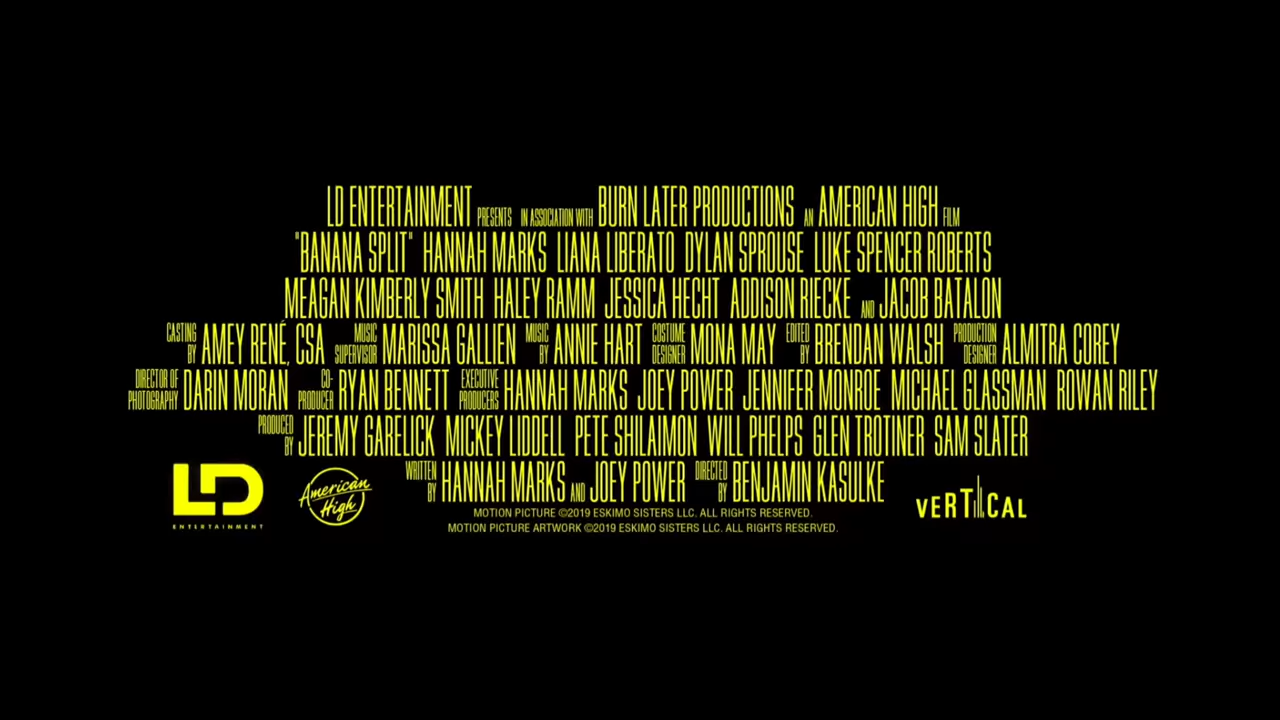 LD ENTERTAINMENT PRESENTS IN ASSOCIATION WITH BURN LATER PRODUCTIONS AN AMERICAN HIGH FILM
"BANANA SPLIT" HANNAH MARKS LIANA LIBERATO DYLAN SPROUSE LUKE SPENCER ROBERTS
MEAGAN KIMBERLY SMITH HALEY RAMM JESSICA HECHT ADDISON RIECKE AND JACOB BATALON
CASTING BY AMEY RENÉ, CSA MUSIC SUPERVISOR MARISSA GALLIEN MUSIC BY ANNIE HART COSTUME DESIGNER MONA MAY EDITED BY BRENDAN WALSH PRODUCTION DESIGNER ALMITRA COREY
DIRECTOR OF PHOTOGRAPHY DARIN MORAN CO-PRODUCER RYAN BENNETT EXECUTIVE PRODUCERS HANNAH MARKS JOEY POWER JENNIFER MONROE MICHAEL GLASSMAN ROWAN RILEY
PRODUCED BY JEREMY GARELICK MICKEY LIDDELL PETE SHILAIMON WILL PHELPS GLEN TROTINER SAM SLATER
WRITTEN BY HANNAH MARKS AND JOEY POWER DIRECTED BY BENJAMIN KASULKE
LD ENTERTAINMENT
American High
MOTION PICTURE ©2019 ESKIMO SISTERS LLC. ALL RIGHTS RESERVED.
MOTION PICTURE ARTWORK ©2019 ESKIMO SISTERS LLC. ALL RIGHTS RESERVED.
VERTICAL